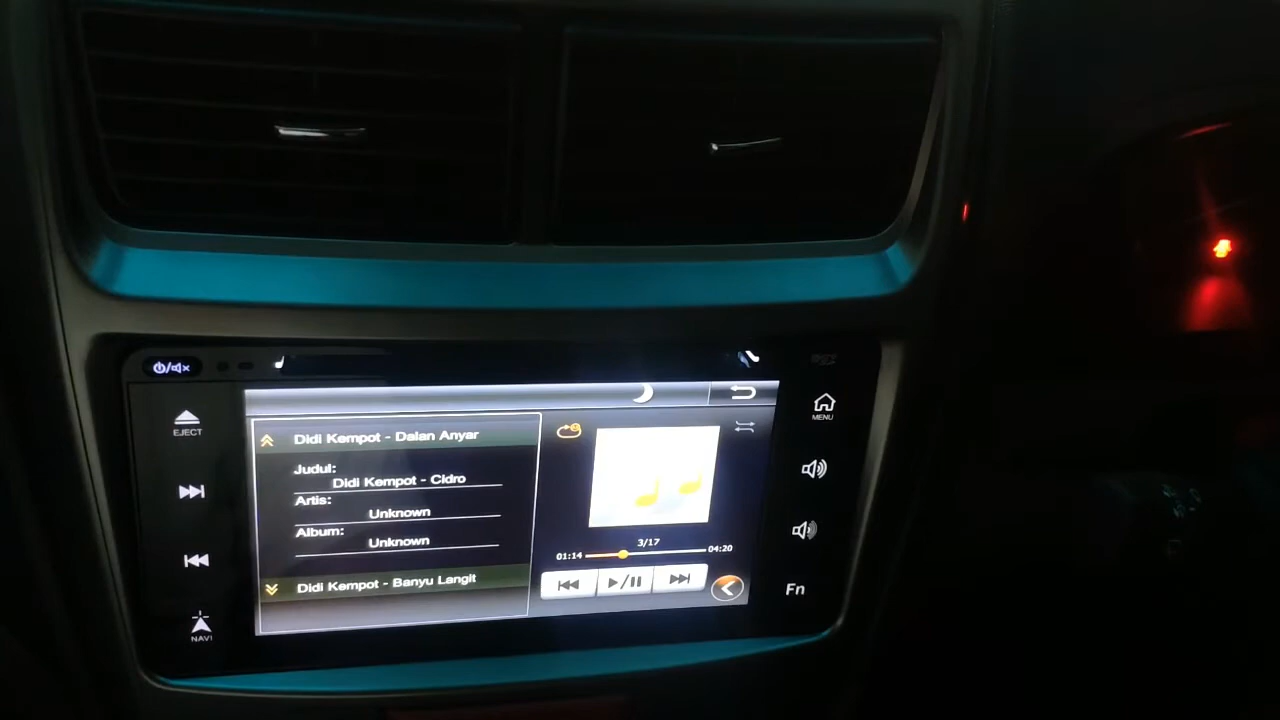 EJECT
NAVI
Didi Kempot - Dalan Anyar
Judul:
Didi Kempot - Cidro
Artis:
Unknown
Album:
Unknown
Didi Kempot - Banyu Langit
3/17
01:14
04:20
MENU
Fn